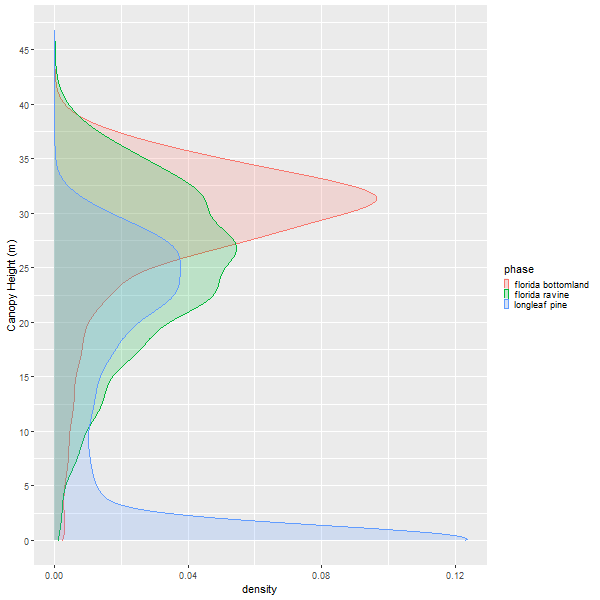 45
40
35
30
25
20
15
10
5
0
Canopy Height (m)
0.00 0.04 0.08 0.12
density
phase
florida bottomland
florida ravine
longleaf pine